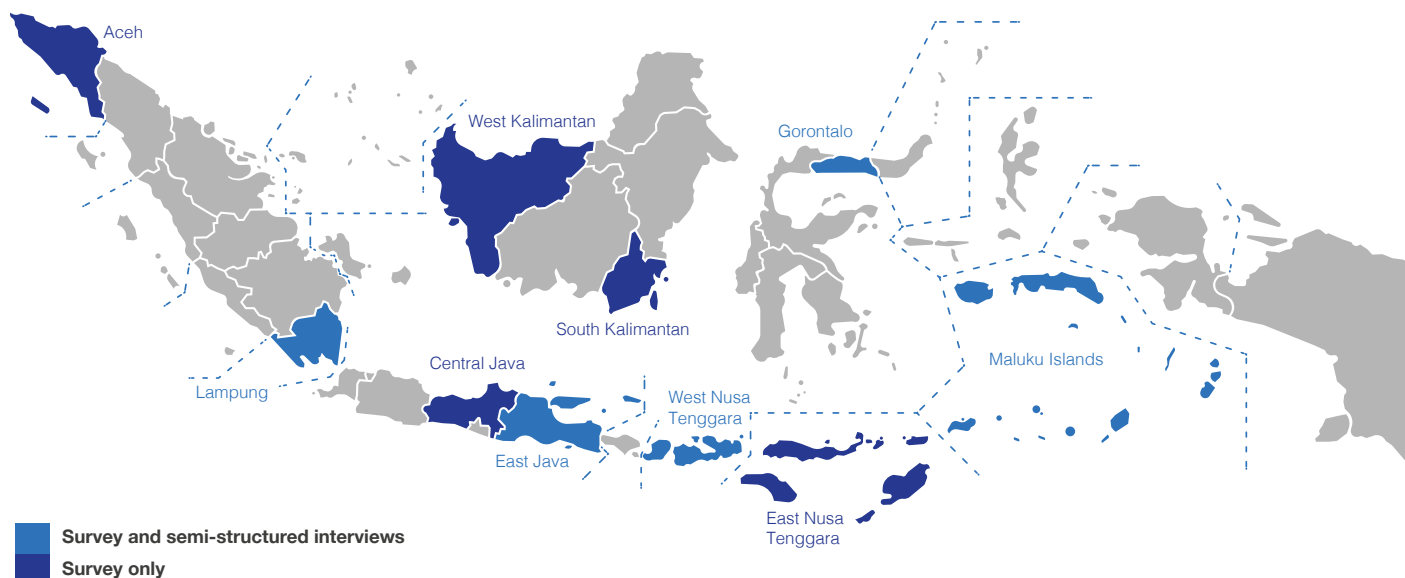 Aceh
West Kalimantan
Gorontalo
South Kalimantan
Maluku Islands
Central Java
Lampung
West Nusa
Tenggara
East Java
East Nusa
Tenggara
Survey and semi-structured interviews
Survey only